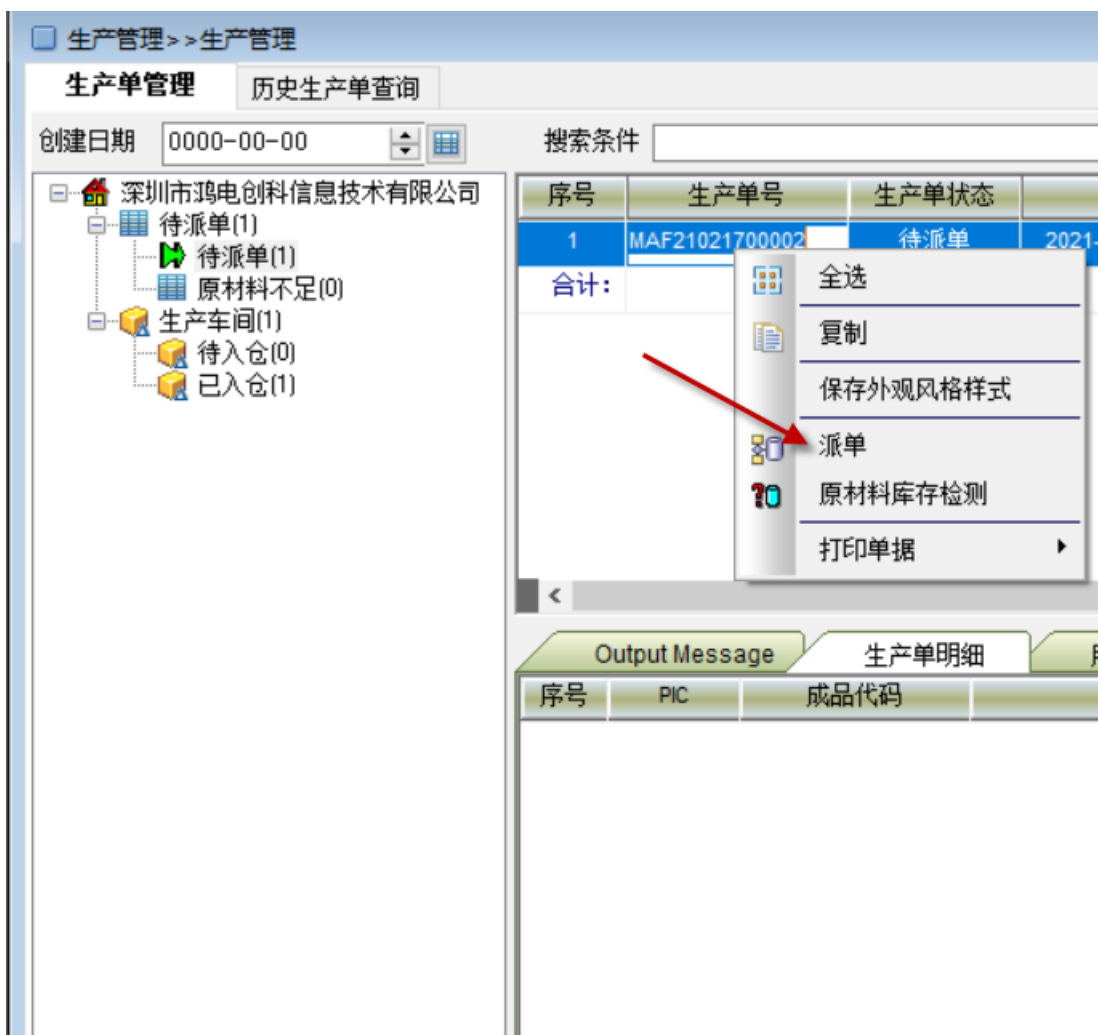 生产管理>>生产管理
生产单管理 历史生产单查询
创建日期 0000-00-00 搜索条件
深圳市鸿电创科信息技术有限公司
待派单(1)
待派单(1)
原材料不足(0)
生产车间(1)
待入仓(0)
已入仓(1)
序号 生产单号 生产单状态
1 MAF21021700002 待派单 2021-
合计:
全选
复制
保存外观风格样式
派单
原材料库存检测
打印单据
Output Message 生产单明细
序号 PIC 成品代码